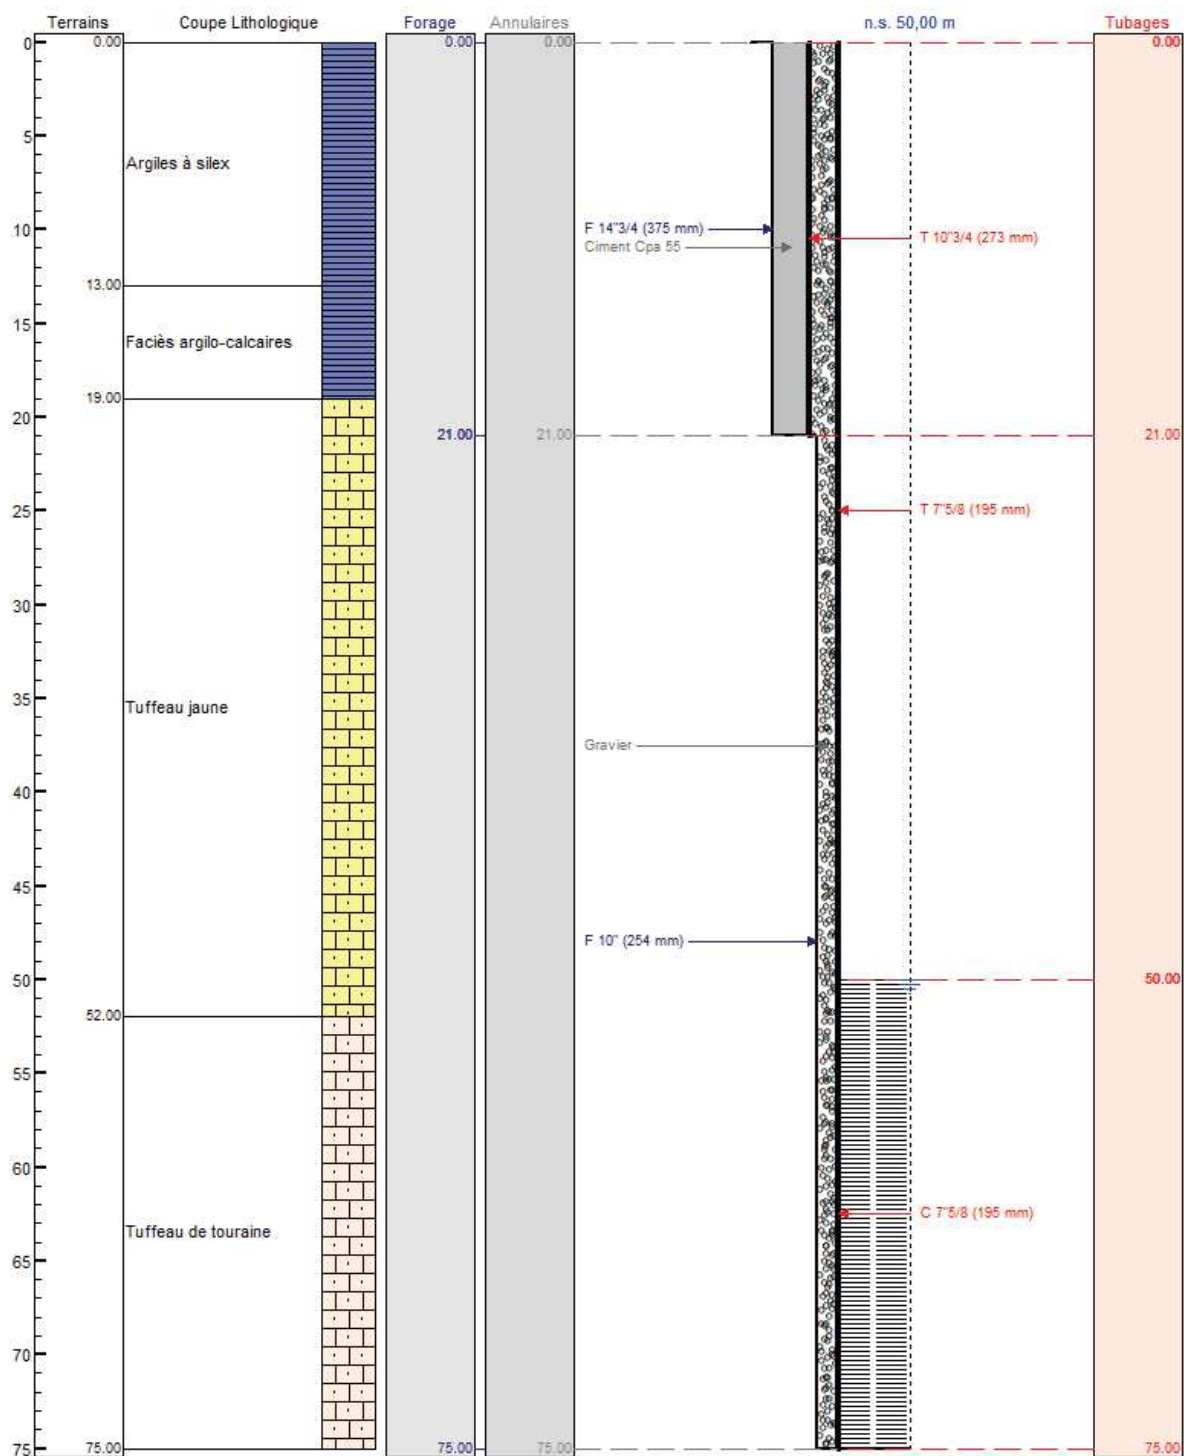 Terrains Coupe Lithologique Forage Annulaires n.s. 50,00 m Tubages
0 0.00 0.00 0.00 0.00
5
Argiles à silex
10 F 14"3/4 (375 mm) T 10"3/4 (273 mm)
Ciment Cpa 55
13.00
15
Faciès argilo-calcaires
19.00
20
21.00 21.00 21.00
25 T 7"5/8 (195 mm)
30
35
Tuffeau jaune
Gravier
40
45
F 10" (254 mm)
50 50.00
52.00
55
60
C 7"5/8 (195 mm)
Tuffeau de touraine
65
70
75 75.00 75.00 75.00 75.00